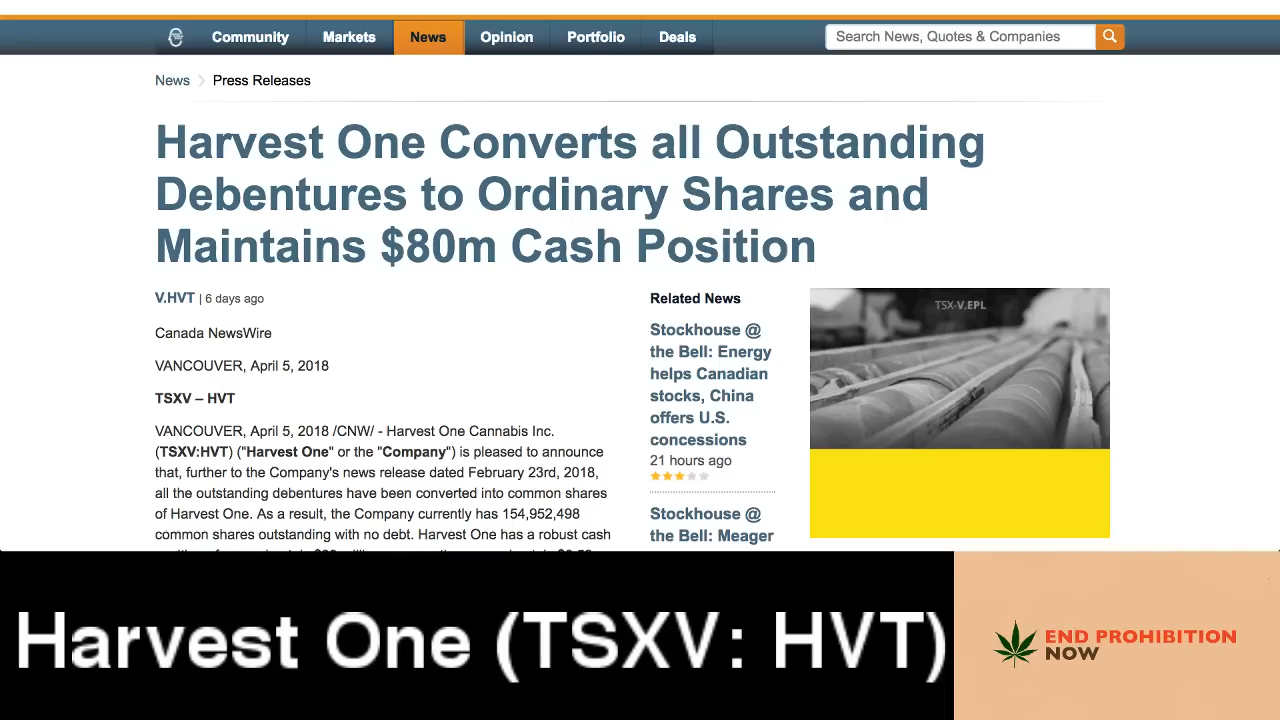 Community Markets News Opinion Portfolio Deals Search News, Quotes & Companies
News Press Releases
Harvest One Converts all Outstanding
Debentures to Ordinary Shares and
Maintains $80m Cash Position
V.HVT | 6 days ago
Canada NewsWire
VANCOUVER, April 5, 2018
TSXV – HVT
VANCOUVER, April 5, 2018 /CNW/ - Harvest One Cannabis Inc.
(TSXV:HVT) ("Harvest One" or the "Company") is pleased to announce
that, further to the Company's news release dated February 23rd, 2018,
all the outstanding debentures have been converted into common shares
of Harvest One. As a result, the Company currently has 154,952,498
common shares outstanding with no debt. Harvest One has a robust cash
Related News
Stockhouse @
the Bell: Energy
helps Canadian
stocks, China
offers U.S.
concessions
21 hours ago
Stockhouse @
the Bell: Meager
TSX-V.EPL
Harvest One (TSXV: HVT)
END PROHIBITION
NOW